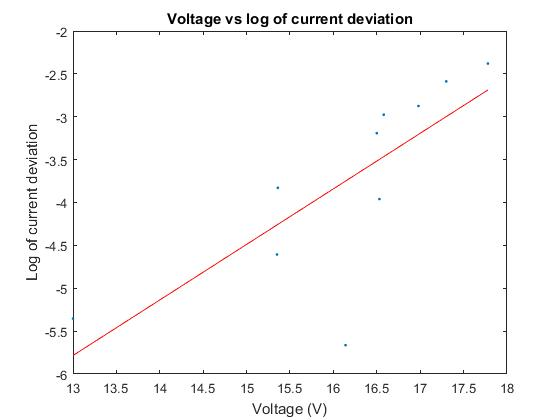 Voltage vs log of current deviation
-2
-2.5
-3
-3.5
-4
-4.5
-5
-5.5
-6
Log of current deviation
13 13.5 14 14.5 15 15.5 16 16.5 17 17.5 18
Voltage (V)